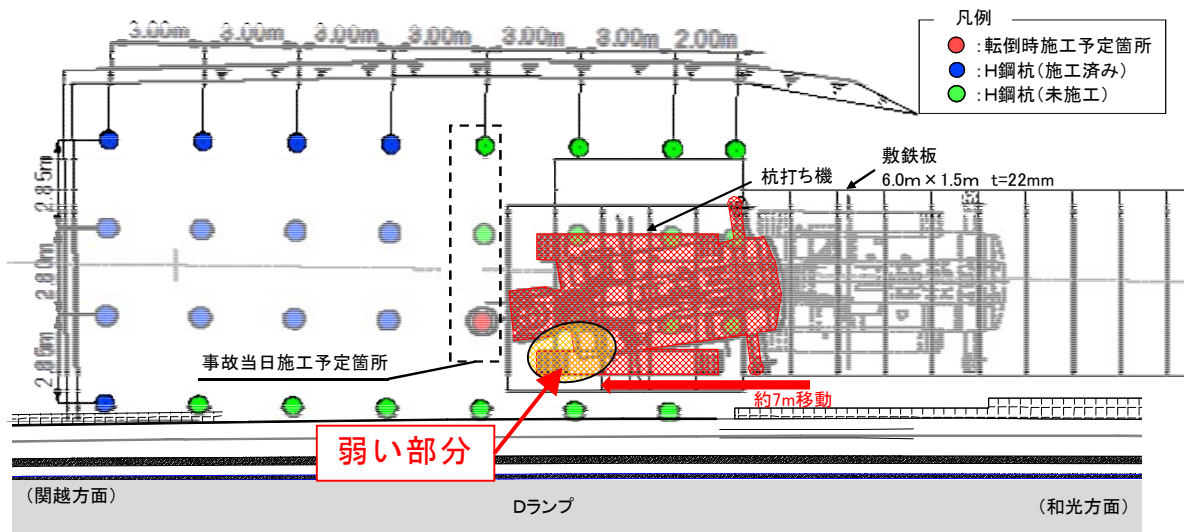 3.00m 3.00m 3.00m 3.00m 3.00m 3.00m 2.00m
凡例
:転倒時施工予定箇所
:H鋼杭(施工済み)
:H鋼杭(未施工)
敷鉄板
6.0m×1.5m t=22mm
杭打ち機
2.85m
2.80m
2.85m
事故当日施工予定箇所
約7m移動
弱い部分
(関越方面)
Dランプ
(和光方面)